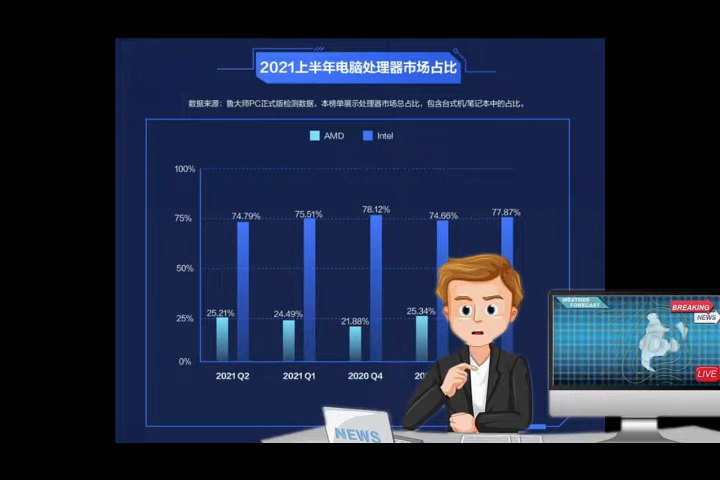 2021上半年电脑处理器市场占比
数据来源：鲁大师PC正式版检测数据，本榜单展示处理器市场总占比，包含台式机/笔记本中的占比。
AMD Intel
100%
78.12%
77.87%
75.51%
74.79%
74.66%
75%
50%
25.21%
24.49%
21.88%
25.34%
25%
0%
2021 Q2 2021 Q1 2020 Q4 20
WEATHER
FORECAST
BREAKING
NEWS
LIVE
NEWS